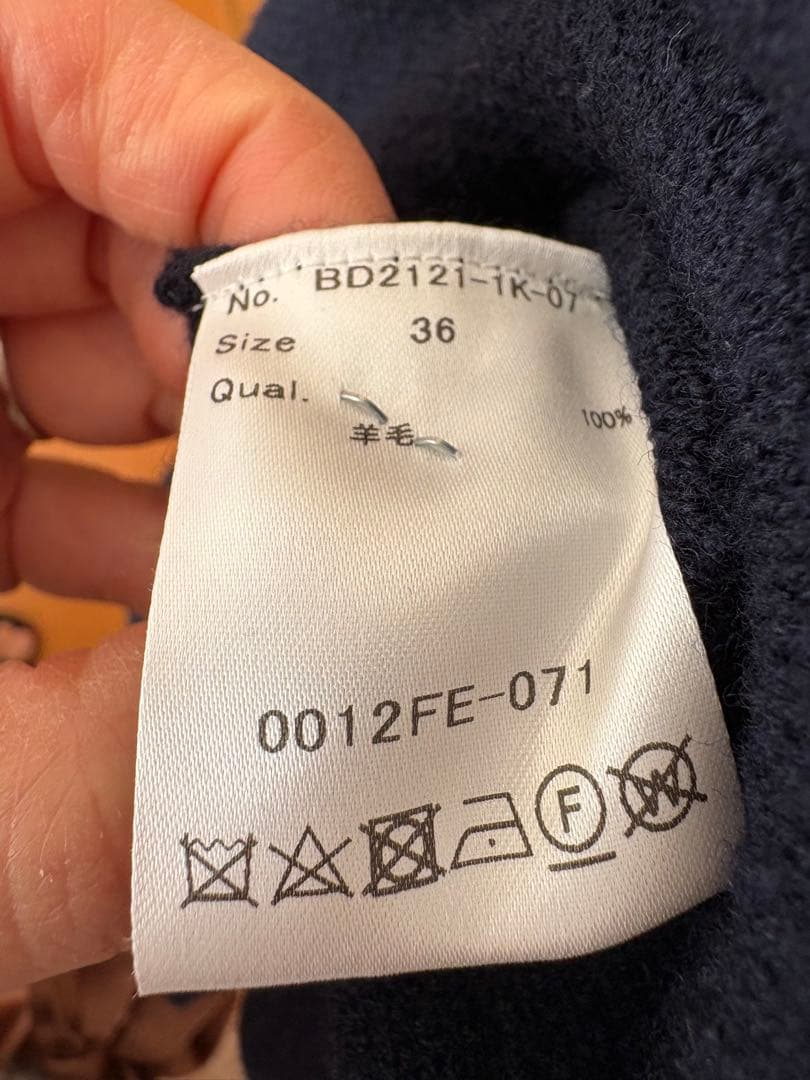 No. BD2121-1K-07
Size 36
Qual.
羊毛 100%
0012FE-071
F W